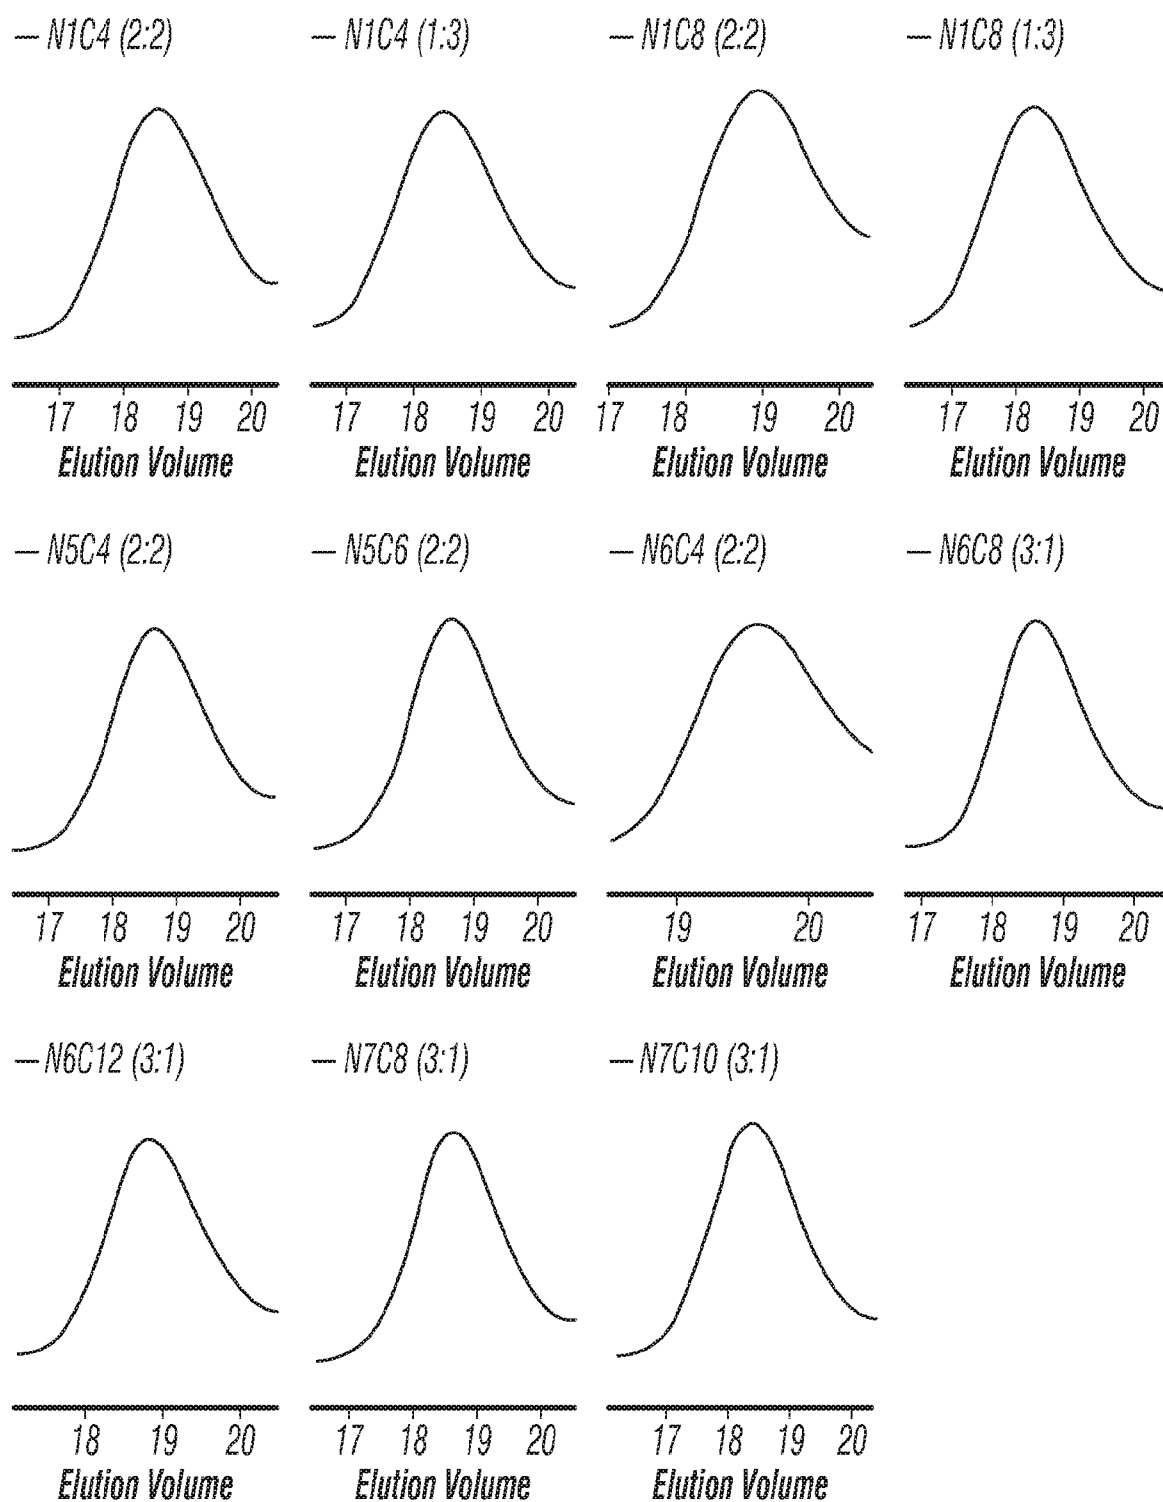 — N1C4 (2:2) — N1C4 (1:3) — N1C8 (2:2) — N1C8 (1:3)
17 18 19 20 17 18 19 20 17 18 19 20 17 18 19 20
Elution Volume Elution Volume Elution Volume Elution Volume
— N5C4 (2:2) — N5C6 (2:2) — N6C4 (2:2) — N6C8 (3:1)
17 18 19 20 17 18 19 20 19 20 17 18 19 20
Elution Volume Elution Volume Elution Volume Elution Volume
— N6C12 (3:1) — N7C8 (3:1) — N7C10 (3:1)
18 19 20 17 18 19 20 17 18 19 20
Elution Volume Elution Volume Elution Volume